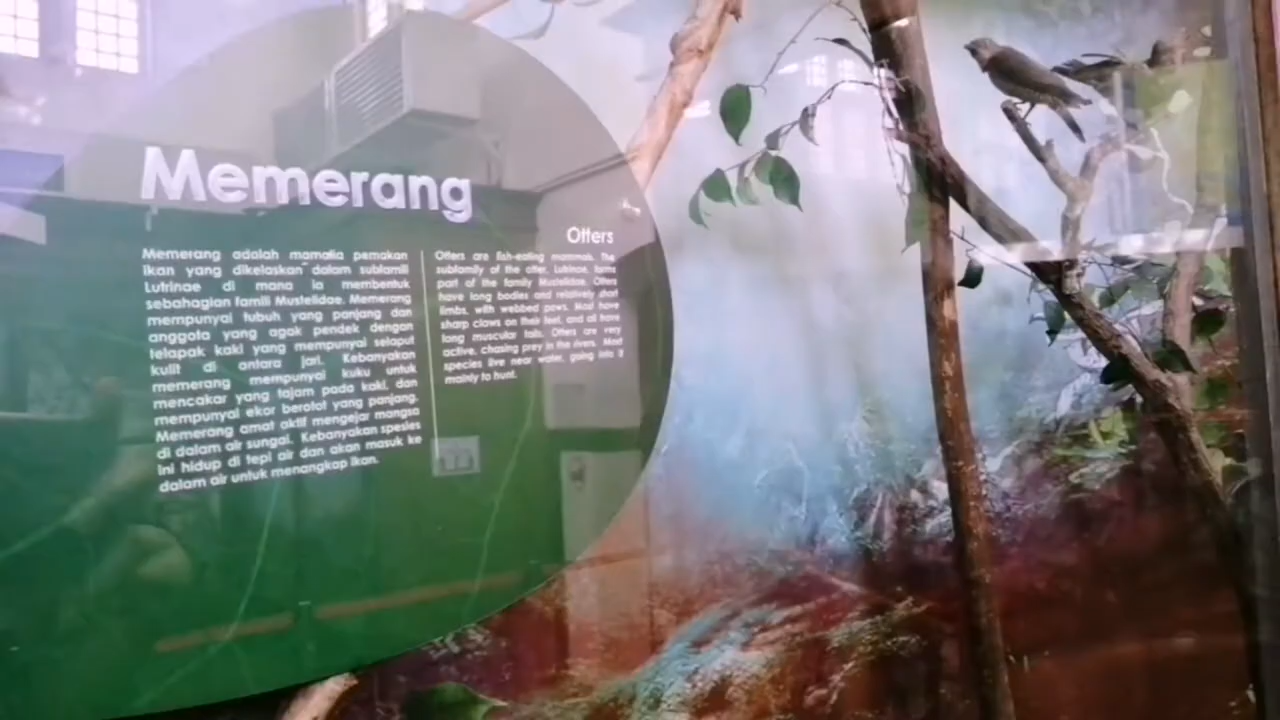 Memerang
Memerang adalah mamalia pemakan
ikan yang dikelaskan dalam subfamili
Lutrinae di mana ia membentuk
sebahagian famili Mustelidae. Memerang
mempunyai tubuh yang panjang dan
anggota yang agak pendek dengan
telapak kaki yang mempunyai selaput
kulit di antara jari. Kebanyakan
memerang mempunyai kuku untuk
mencakar yang tajam pada kaki, dan
mempunyai ekor berotot yang panjang.
Memerang amat aktif mengejar mangsa
di dalam air sungai. Kebanyakan spesies
ini hidup di tepi air dan akan masuk ke
dalam air untuk menangkap ikan.
Otters
Otters are fish-eating mammals. The
subfamily of the otter, Lutrinae, forms
part of the family Mustelidae. Otters
have long bodies and relatively short
limbs, with webbed paws. Most have
sharp claws on their feet, and all have
long muscular tails. Otters are very
active, chasing prey in the rivers. Most
species live near water, going into it
mainly to hunt.